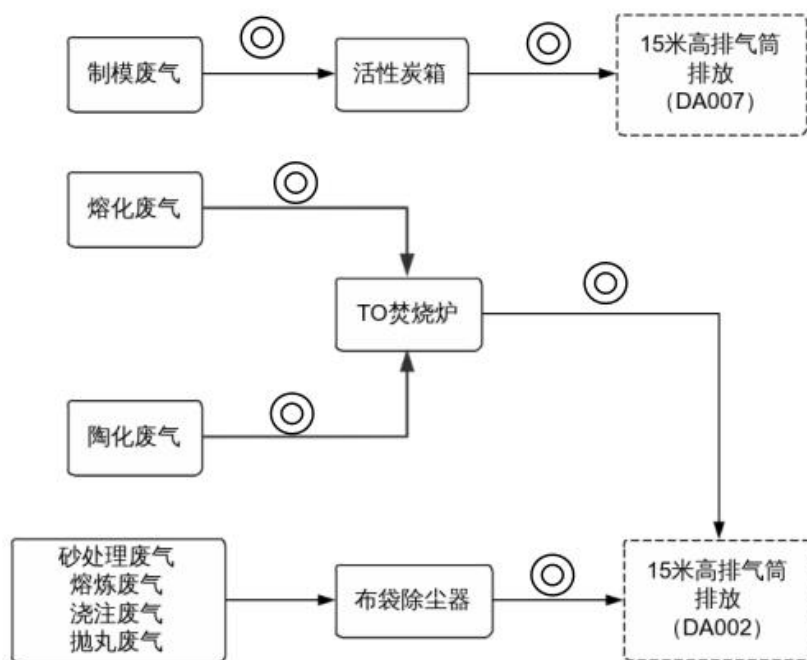 制模废气
活性炭箱
15米高排气筒
排放
（DA007）
熔化废气
TO焚烧炉
陶化废气
砂处理废气
熔炼废气
浇注废气
抛丸废气
布袋除尘器
15米高排气筒
排放
（DA002）